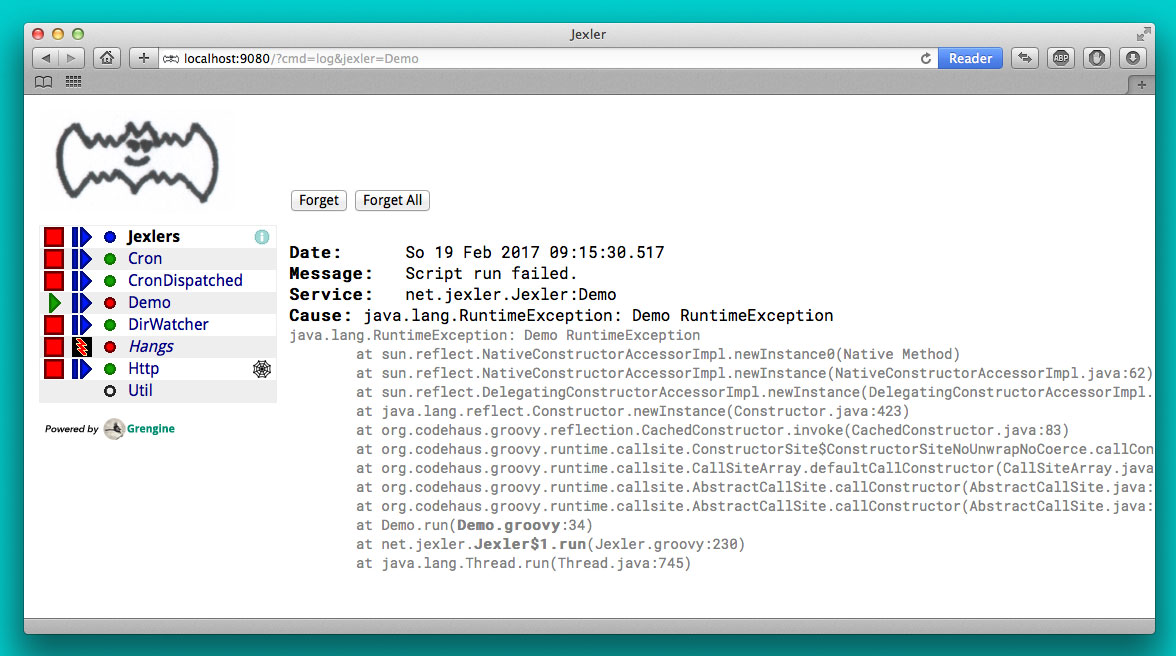 Jexler
localhost:9080/?cmd=log&jexler=Demo
Reader
ABP
Forget Forget All
Jexlers
Cron
CronDispatched
Demo
DirWatcher
Hangs
Http
Util
Powered by Grengine
Date: So 19 Feb 2017 09:15:30.517
Message: Script run failed.
Service: net.jexler.Jexler:Demo
Cause: java.lang.RuntimeException: Demo RuntimeException
java.lang.RuntimeException: Demo RuntimeException
at sun.reflect.NativeConstructorAccessorImpl.newInstance0(Native Method)
at sun.reflect.NativeConstructorAccessorImpl.newInstance(NativeConstructorAccessorImpl.java:62)
at sun.reflect.DelegatingConstructorAccessorImpl.newInstance(DelegatingConstructorAccessorImpl.
at java.lang.reflect.Constructor.newInstance(Constructor.java:423)
at org.codehaus.groovy.reflection.CachedConstructor.invoke(CachedConstructor.java:83)
at org.codehaus.groovy.runtime.callsite.ConstructorSite$ConstructorSiteNoUnwrapNoCoerce.callCon
at org.codehaus.groovy.runtime.callsite.CallSiteArray.defaultCallConstructor(CallSiteArray.java
at org.codehaus.groovy.runtime.callsite.AbstractCallSite.callConstructor(AbstractCallSite.java:
at org.codehaus.groovy.runtime.callsite.AbstractCallSite.callConstructor(AbstractCallSite.java:
at Demo.run(Demo.groovy:34)
at net.jexler.Jexler$1.run(Jexler.groovy:230)
at java.lang.Thread.run(Thread.java:745)